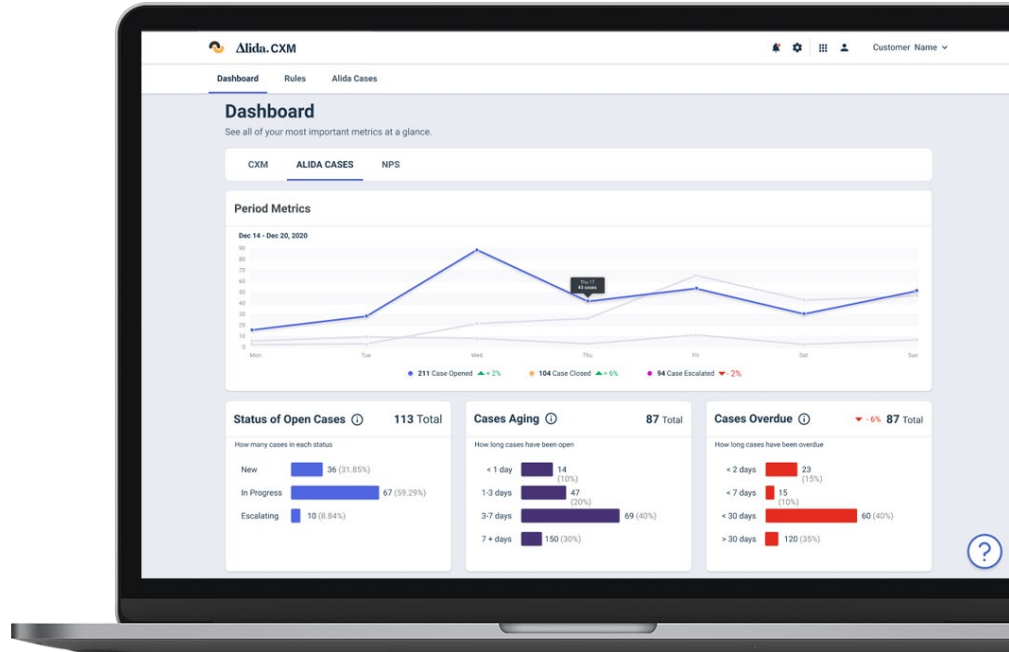 Alida.CXM
Customer Name
Dashboard Rules Alida Cases
Dashboard
See all of your most important metrics at a glance.
CXM ALIDA CASES NPS
Period Metrics
Dec 14 - Dec 20, 2020
90
80
70
60
50
40
30
20
10
0
Thu 17
43 cases
Mon Tue Wed Thu Fri Sat Sun
211 Case Opened + 2% 104 Case Closed + 6% 94 Case Escalated - 2%
Status of Open Cases 113 Total
How many cases in each status
New 36 (31.85%)
In Progress 67 (59.29%)
Escalating 10 (8.84%)
Cases Aging 87 Total
How long cases have been open
< 1 day 14
(10%)
1-3 days 47
(20%)
3-7 days 69 (40%)
7 + days 150 (30%)
Cases Overdue - 6% 87 Total
How long cases have been overdue
< 2 days 23
(15%)
< 7 days 15
(10%)
< 30 days 60 (40%)
> 30 days 120 (35%)
?